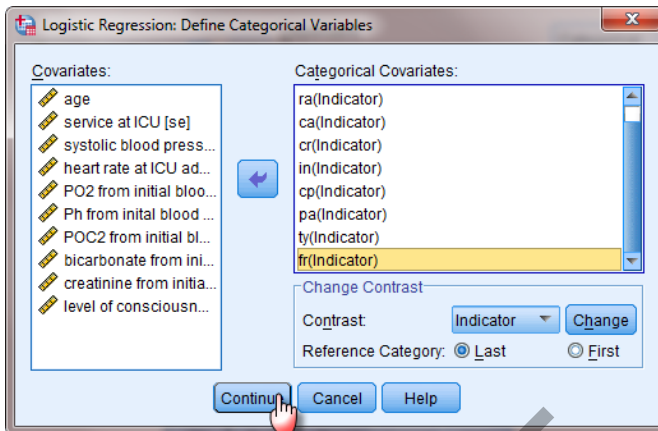 Logistic Regression: Define Categorical Variables
Covariates:
age
service at ICU [se]
systolic blood press...
heart rate at ICU ad...
PO2 from initial bloo...
Ph from inital blood ...
POC2 from initial bl...
bicarbonate from ini...
creatinine from initia...
level of consciousn...
Categorical Covariates:
ra(Indicator)
ca(Indicator)
cr(Indicator)
in(Indicator)
cp(Indicator)
pa(Indicator)
ty(Indicator)
fr(Indicator)
Change Contrast
Contrast: Indicator Change
Reference Category: Last First
Continue Cancel Help